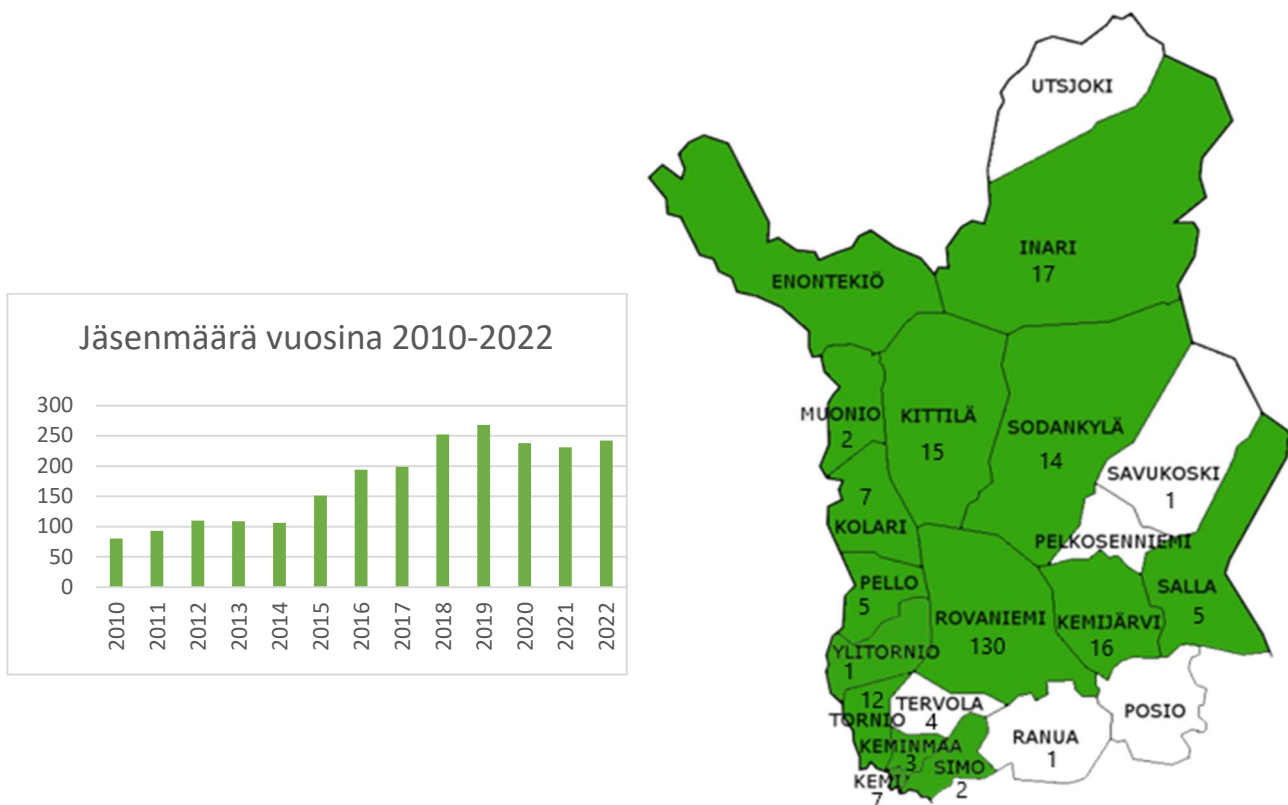 Jäsenmäärä vuosina 2010-2022
300
250
200
150
100
50
0
2010
2011
2012
2013
2014
2015
2016
2017
2018
2019
2020
2021
2022
UTSJOKI
INARI
17
ENONTEKIÖ
MUONIO
2
KITTILÄ
15
SODANKYLÄ
14
SAVUKOSKI
1
7
KOLARI
PELKOSENNIEMI
PELLO
5
ROVANIEMI
130
KEMIJÄRVI
16
SALLA
5
YLITORNIO
1
12
TORNIO
TERVOLA
4
POSIO
RANUA
1
KEMINMAA
3
SIMO
2
KEMI
7